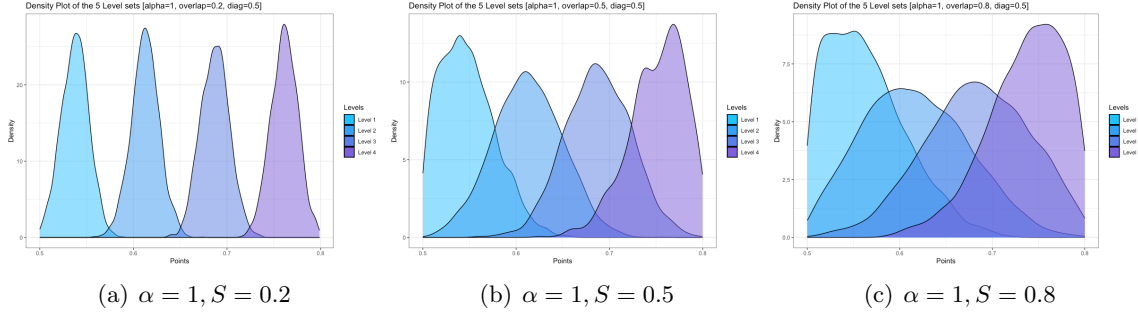 Density Plot of the 5 Level sets [alpha=1, overlap=0.2, diag=0.5]
20
10
0
Density
0.5
0.6
0.7
0.8
Points
Levels
Level 1
Level 2
Level 3
Level 4
(a) α = 1, S = 0.2
Density Plot of the 5 Level sets [alpha=1, overlap=0.5, diag=0.5]
10
5
0
Density
0.5
0.6
0.7
0.8
Points
Levels
Level 1
Level 2
Level 3
Level 4
(b) α = 1, S = 0.5
Density Plot of the 5 Level sets [alpha=1, overlap=0.8, diag=0.5]
7.5
5.0
2.5
0.0
Density
0.5
0.6
0.7
0.8
Points
Levels
Level
Level
Level
Level
(c) α = 1, S = 0.8